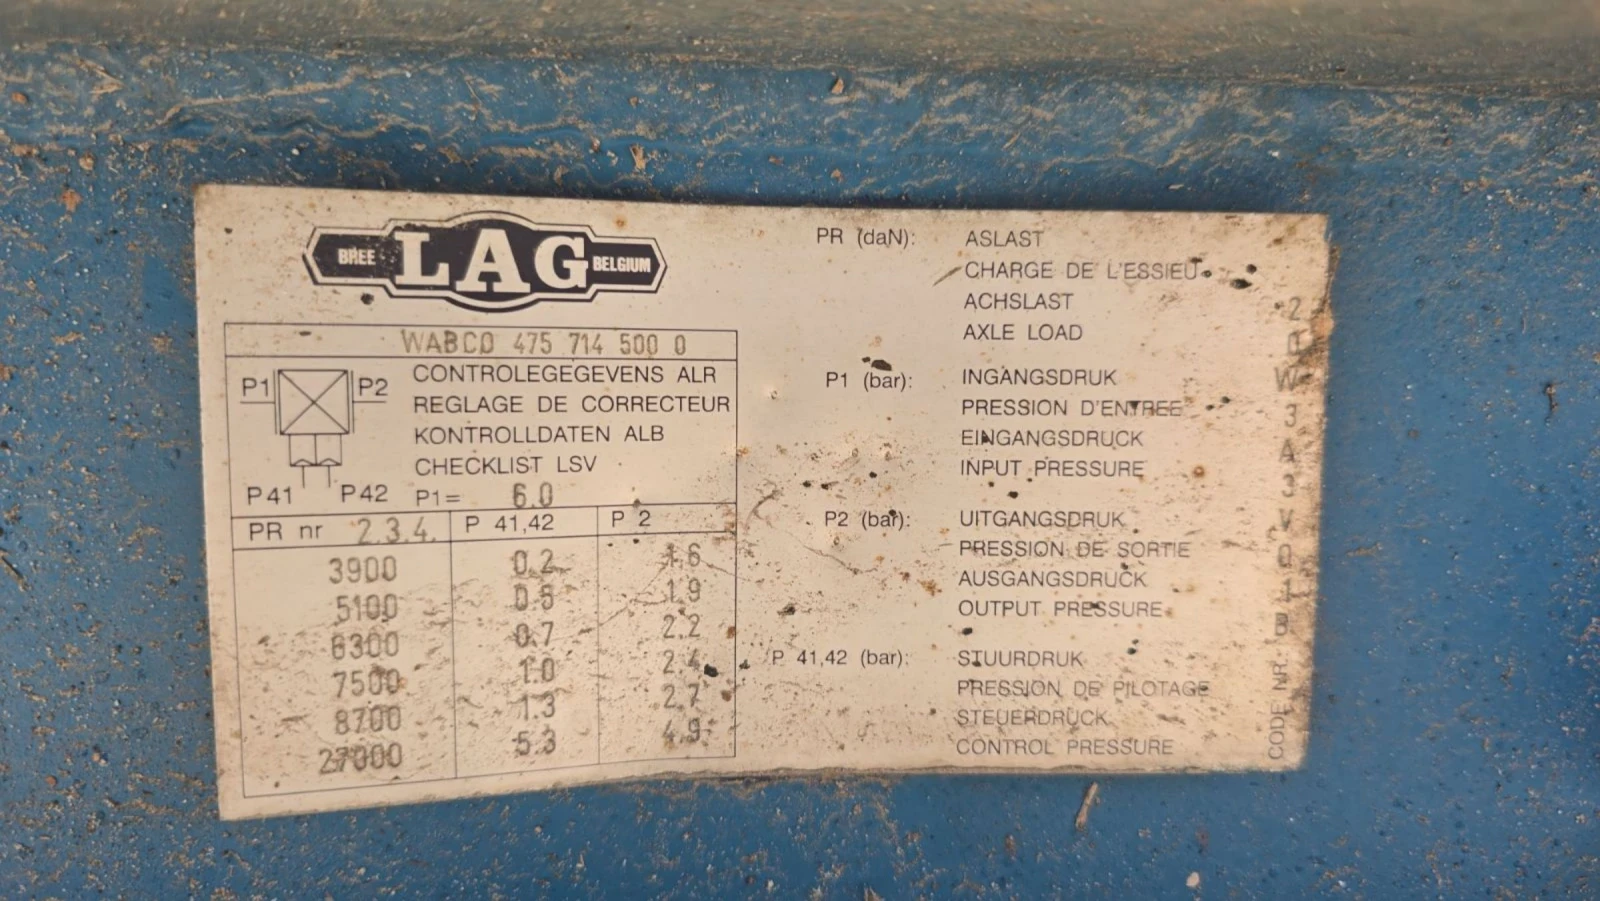 BREE LAG BELGIUM
WABCO 475 714 500 0
P1 P2
CONTROLEGEGEVENS ALR
REGLAGE DE CORRECTEUR
KONTROLLDATEN ALB
CHECKLIST LSV
P41 P42 P1= 6.0
PR nr 2.3.4. P 41,42 P 2
3900 0.2 1.6
5100 0.5 1.9
6300 0.7 2.2
7500 1.0 2.4
8700 1.3 2.7
27000 5.3 4.9
PR (daN): ASLAST
CHARGE DE L'ESSIEU
ACHSLAST
AXLE LOAD
P1 (bar): INGANGSDRUK
PRESSION D'ENTREE
EINGANGSDRUCK
INPUT PRESSURE
P2 (bar): UITGANGSDRUK
PRESSION DE SORTIE
AUSGANGSDRUCK
OUTPUT PRESSURE
P 41,42 (bar): STUURDRUK
PRESSION DE PILOTAGE
STEUERDRUCK
CONTROL PRESSURE
CODE NR.